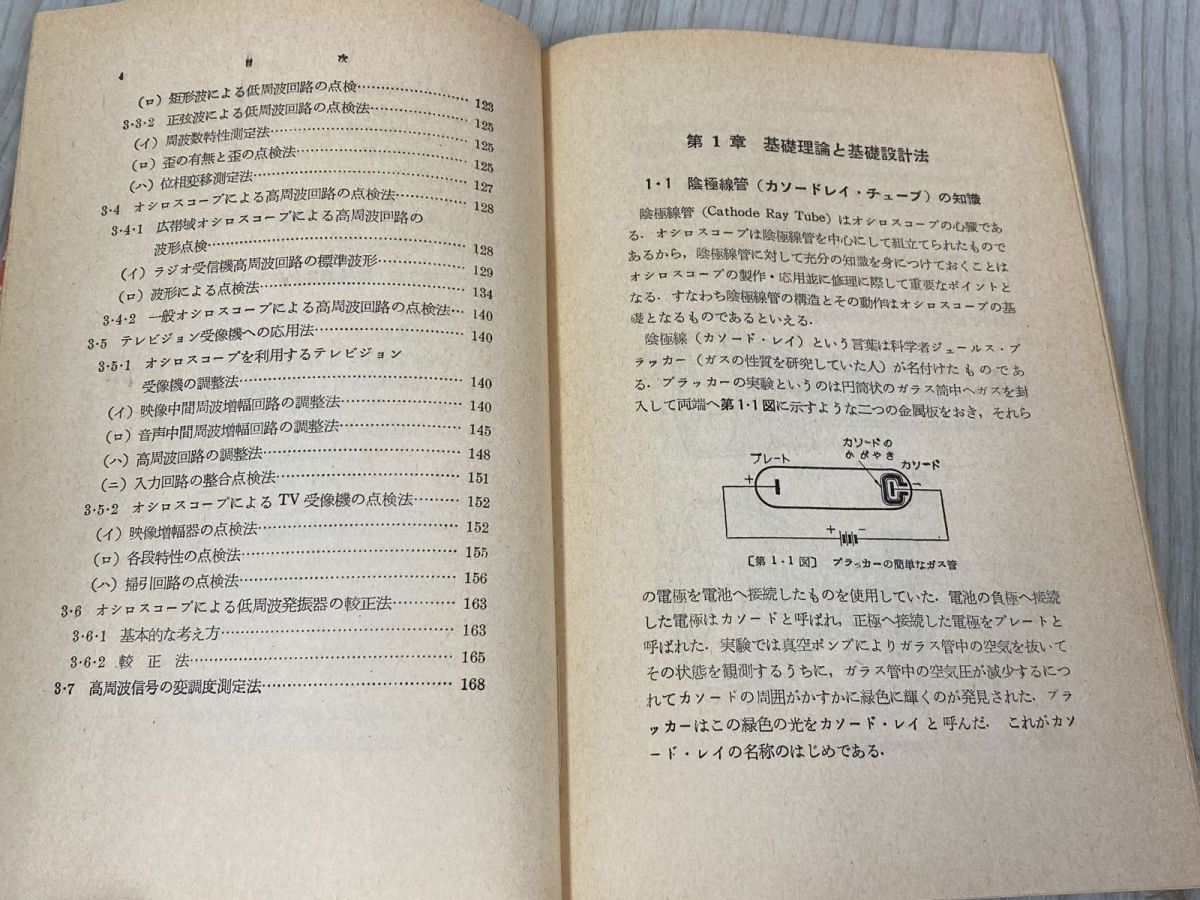 4 目次
(ロ) 矩形波による低周波回路の点検……………………123
3·3·2 正弦波による低周波回路の点検法…………………125
(イ) 周波数特性測定法………………………………………125
(ロ) 歪の有無と歪の点検法…………………………………125
(ハ) 位相変移測定法…………………………………………127
3·4 オシロスコープによる高周波回路の点検法……………128
3·4·1 広帯域オシロスコープによる高周波回路の
波形点検……………………………………………………128
(イ) ラジオ受信機高周波回路の標準波形…………………129
(ロ) 波形による点検法………………………………………134
3·4·2 一般オシロスコープによる高周波回路の点検法…140
3·5 テレビジョン受像機への応用法…………………………140
3·5·1 オシロスコープを利用するテレビジョン
受像機の調整法……………………………………………140
(イ) 映像中間周波増幅回路の調整法………………………140
(ロ) 音声中間周波増幅回路の調整法………………………145
(ハ) 高周波回路の調整法……………………………………148
(ニ) 入力回路の整合点検法…………………………………151
3·5·2 オシロスコープによる TV 受像機の点検法………152
(イ) 映像増幅器の点検法……………………………………152
(ロ) 各段特性の点検法………………………………………155
(ハ) 掃引回路の点検法………………………………………156
3·6 オシロスコープによる低周波発振器の較正法…………163
3·6·1 基本的な考え方………………………………………163
3·6·2 較正法…………………………………………………165
3·7 高周波信号の変調度測定法………………………………168
第1章 基礎理論と基礎設計法
1·1 陰極線管(カソードレイ・チューブ)の知識
陰極線管(Cathode Ray Tube)はオシロスコープの心臓であ
る. オシロスコープは陰極線管を中心にして組立てられたもので
あるから, 陰極線管に対して充分の知識を身につけておくことは
オシロスコープの製作・応用並に修理に際して重要なポイントと
なる. すなわち陰極線管の構造とその動作はオシロスコープの基
礎となるものであるといえる.
陰極線(カソード・レイ)という言葉は科学者ジュールス・プ
ラッカー(ガスの性質を研究していた人)が名付けたものであ
る. プラッカーの実験というのは円筒状のガラス筒中へガスを封
入して両端へ第1·1図に示すような二つの金属板をおき, それら
カソードの
かがやき
プレート
カソード
+
−
+ −
〔第1·1図〕 プラッカーの簡単なガス管
の電極を電池へ接続したものを使用していた. 電池の負極へ接続
した電極はカソードと呼ばれ, 正極へ接続した電極をプレートと
呼ばれた. 実験では真空ポンプによりガラス管中の空気を抜いて
その状態を観測するうちに, ガラス管中の空気圧が減少するにつ
れてカソードの周囲がかすかに緑色に輝くのが発見された. プラ
ッカーはこの緑色の光をカソード・レイと呼んだ. これがカソ
ード・レイの名称のはじめである.